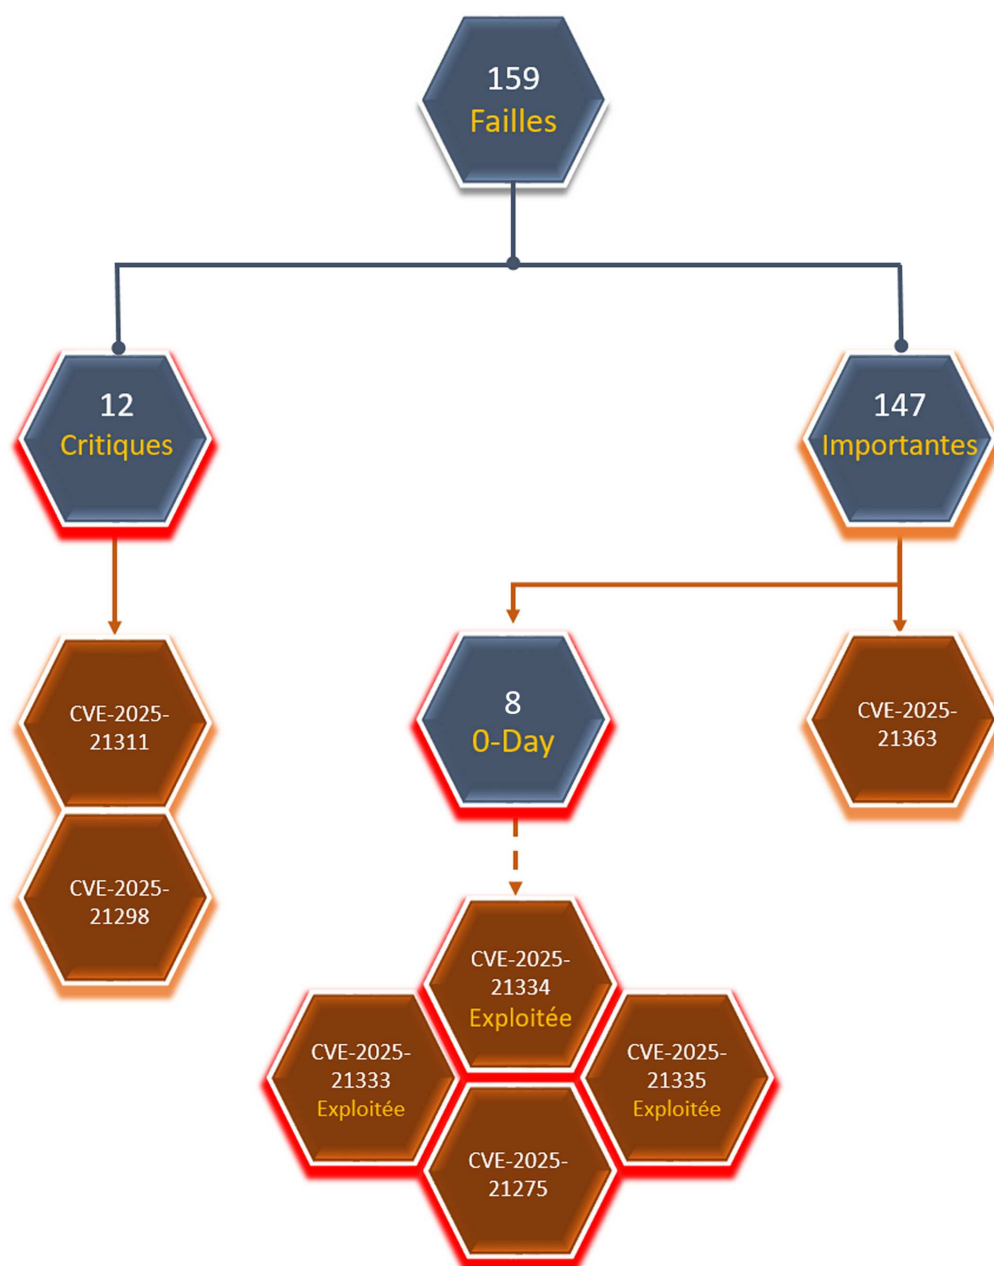 159
Failles
12
Critiques
147
Importantes
CVE-2025-
21311
CVE-2025-
21298
8
0-Day
CVE-2025-
21363
CVE-2025-
21334
Exploitée
CVE-2025-
21333
Exploitée
CVE-2025-
21335
Exploitée
CVE-2025-
21275